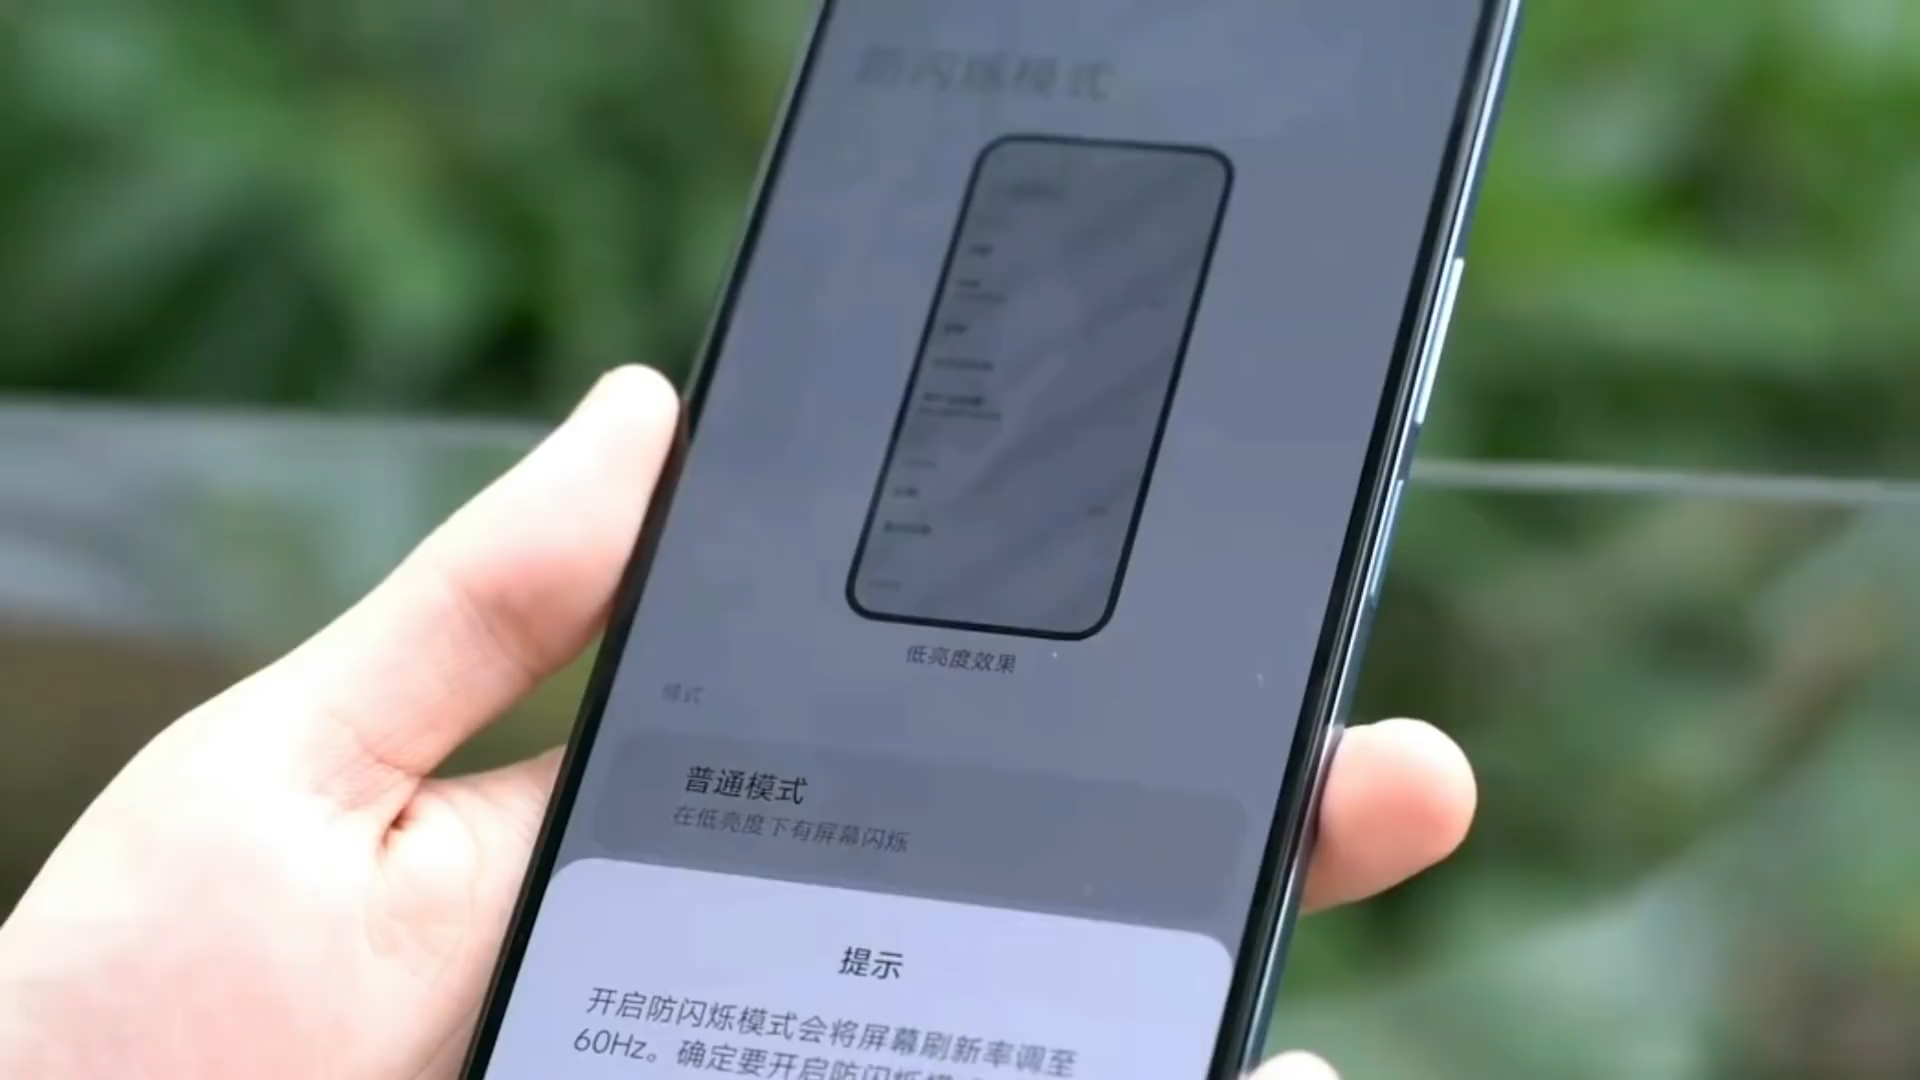 防闪烁模式
低亮度效果
模式
普通模式
在低亮度下有屏幕闪烁
提示
开启防闪烁模式会将屏幕刷新率调至
60Hz。确定要开启防闪烁模